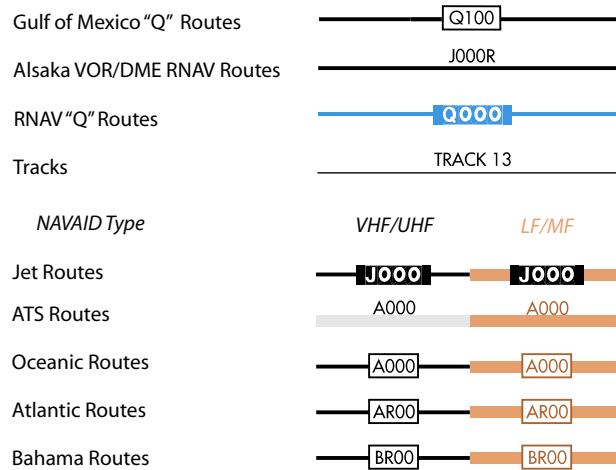 Gulf of Mexico “Q” Routes Q100
Alsaka VOR/DME RNAV Routes J000R
RNAV “Q” Routes Q000
Tracks TRACK 13
NAVAID Type VHF/UHF LF/MF
Jet Routes J000 J000
ATS Routes A000 A000
Oceanic Routes A000 A000
Atlantic Routes AR00 AR00
Bahama Routes BR00 BR00